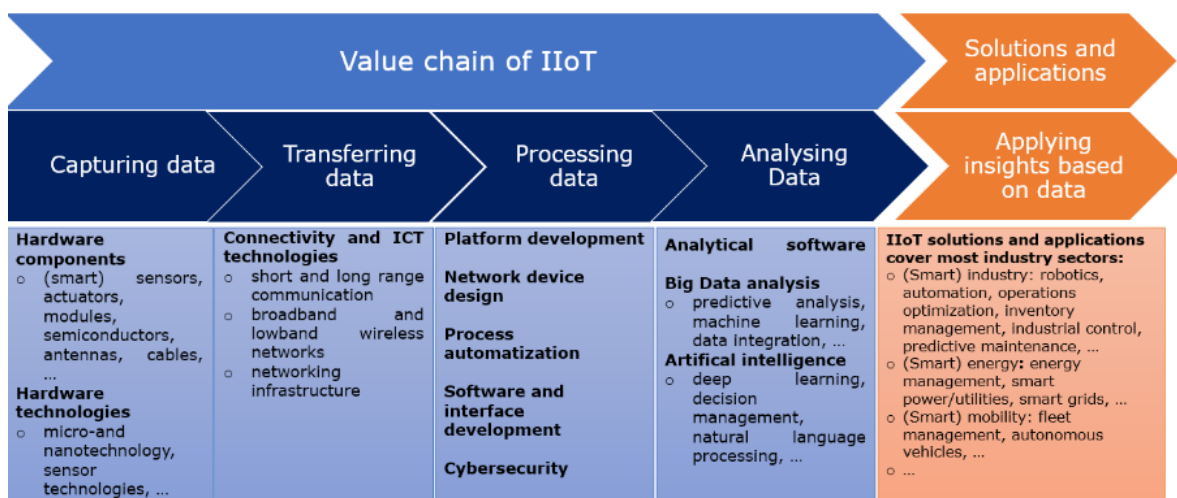 Value chain of IIoT
Solutions and
applications
Capturing data
Transferring
data
Processing
data
Analysing
Data
Applying
insights based
on data
Hardware
components
o (smart) sensors,
actuators,
modules,
semiconductors,
antennas, cables,
...
Hardware
technologies
o micro-and
nanotechnology,
sensor
technologies, ...
Connectivity and ICT
technologies
o short and long range
communication
o broadband and
lowband wireless
networks
o networking
infrastructure
Platform development
Network device
design
Process
automatization
Software and
interface
development
Cybersecurity
Analytical software
Big Data analysis
o predictive analysis,
machine learning,
data integration, ...
Artifical intelligence
o deep learning,
decision
management,
natural language
processing, ...
IIoT solutions and applications
cover most industry sectors:
o (Smart) industry: robotics,
automation, operations
optimization, inventory
management, industrial control,
predictive maintenance, ...
o (Smart) energy: energy
management, smart
power/utilities, smart grids, ...
o (Smart) mobility: fleet
management, autonomous
vehicles, ...
o ...